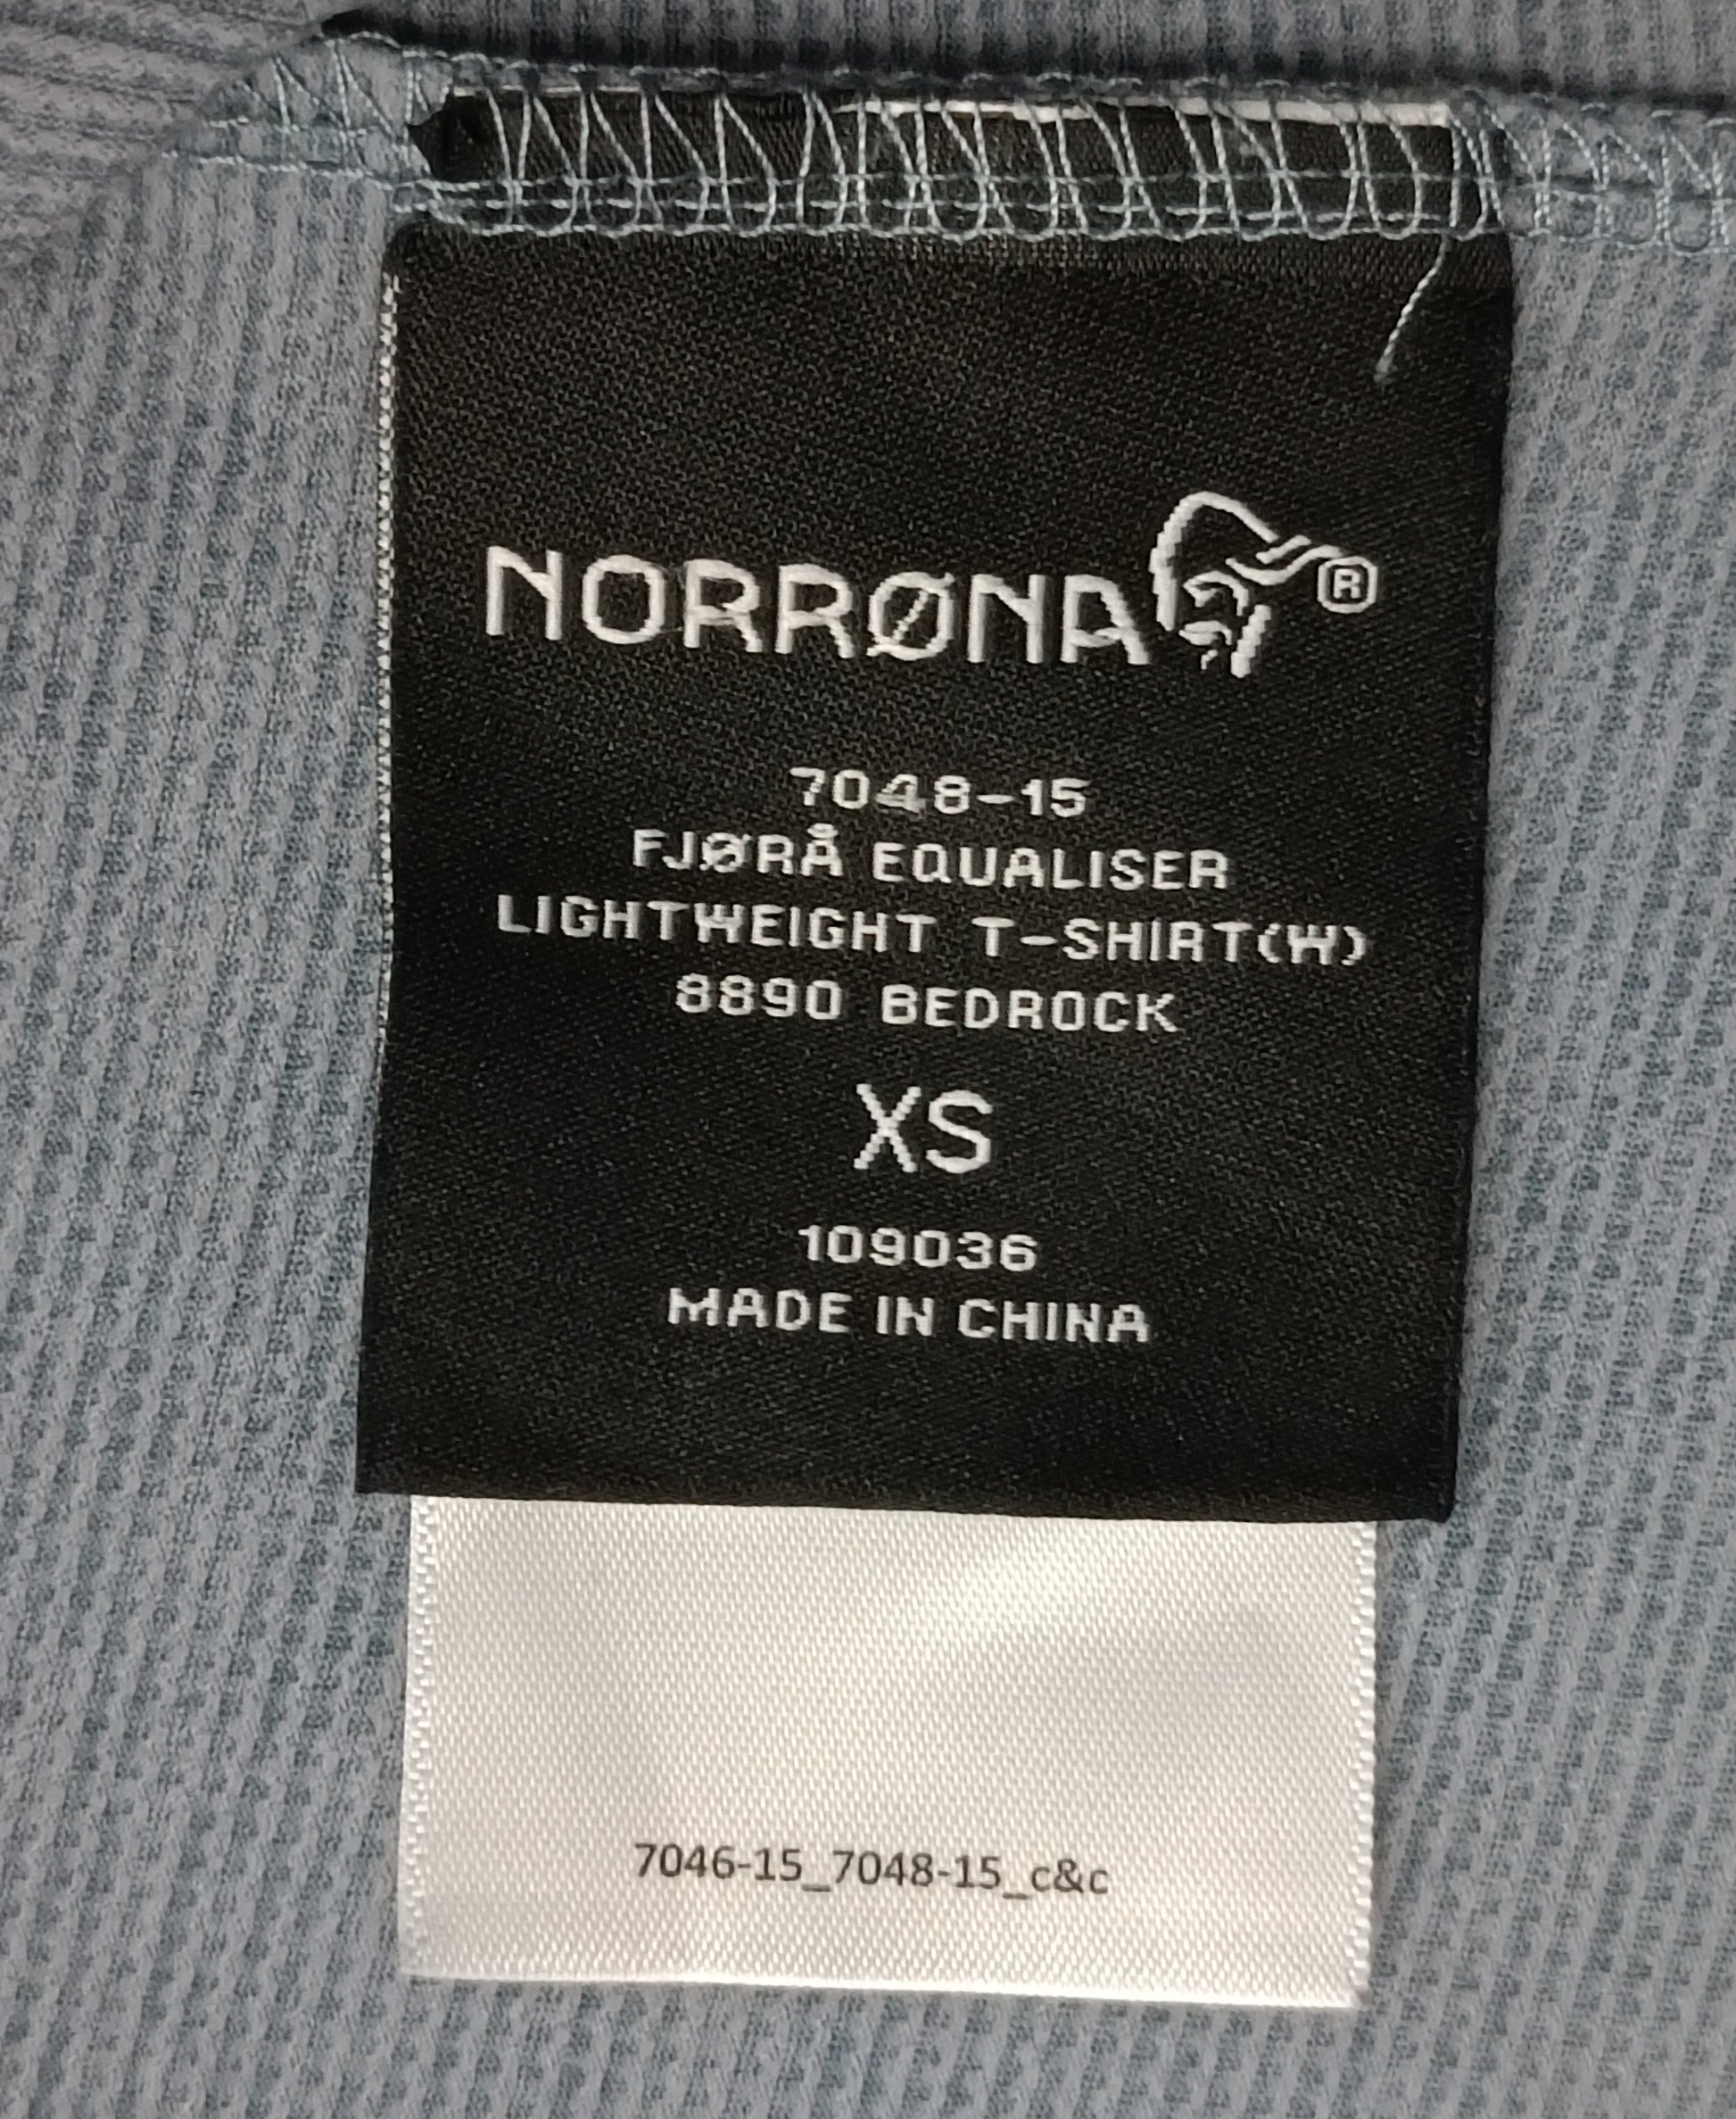 NORRØNA ®
7048-15
FJØRÅ EQUALISER
LIGHTWEIGHT T-SHIRT(W)
8890 BEDROCK
XS
109036
MADE IN CHINA
7046-15_7048-15_c&c